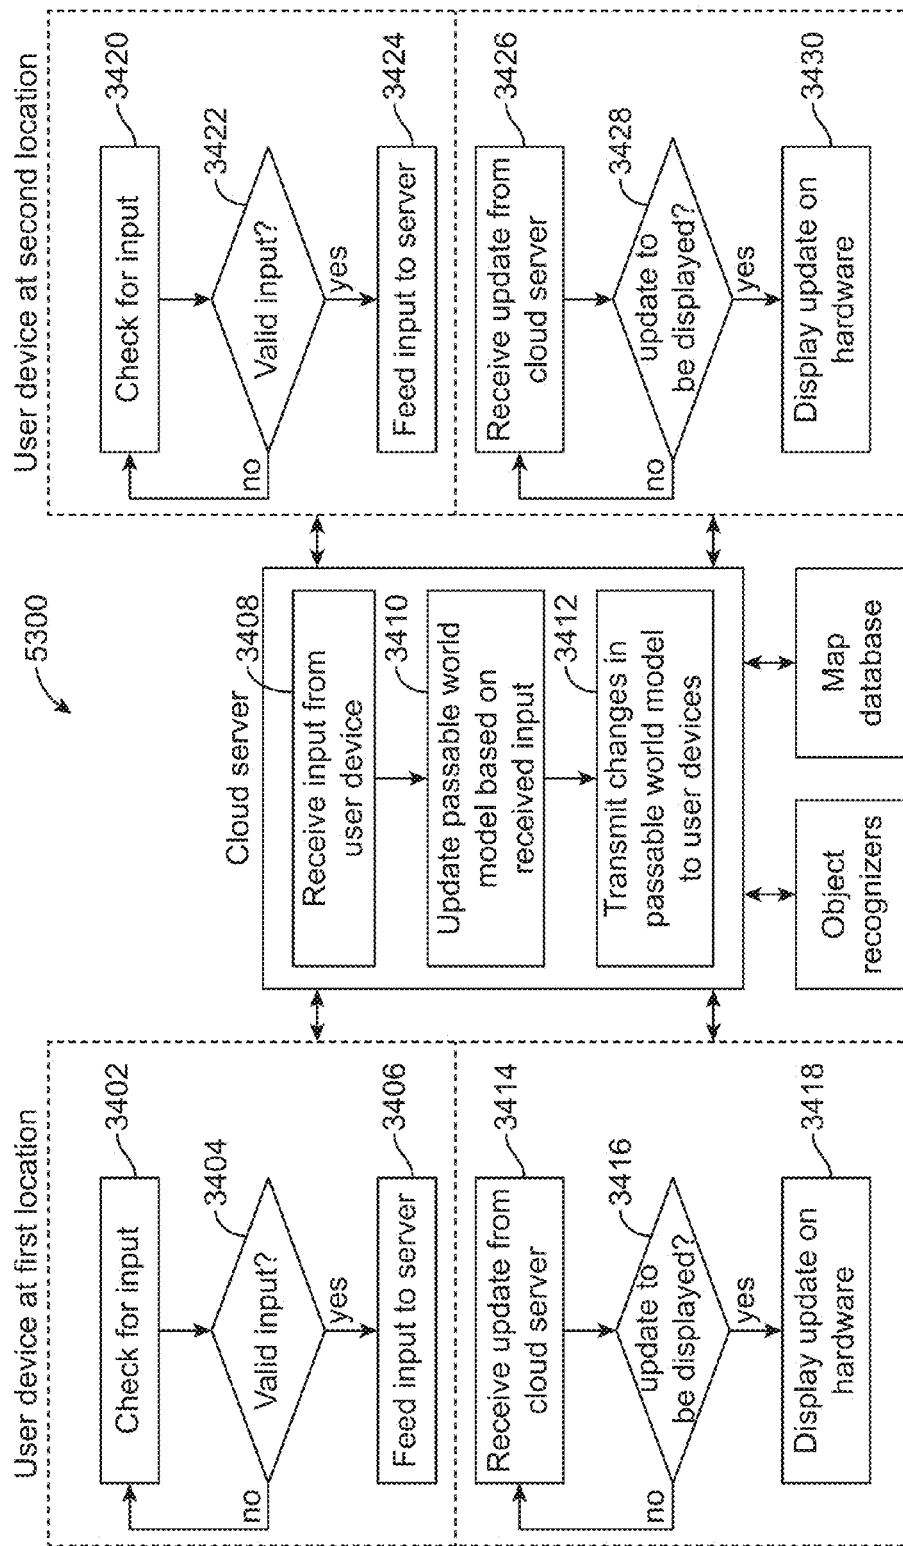 5300
User device at first location
Check for input
3402
Valid input?
3404
no
yes
Feed input to server
3406
Receive update from
cloud server
3414
update to
be displayed?
3416
no
yes
Display update on
hardware
3418
Cloud server
Receive input from
user device
3408
Update passable world
model based on
received input
3410
Transmit changes in
passable world model
to user devices
3412
Object
recognizers
Map
database
User device at second location
Check for input
3420
Valid input?
3422
no
yes
Feed input to server
3424
Receive update from
cloud server
3426
update to
be displayed?
3428
no
yes
Display update on
hardware
3430